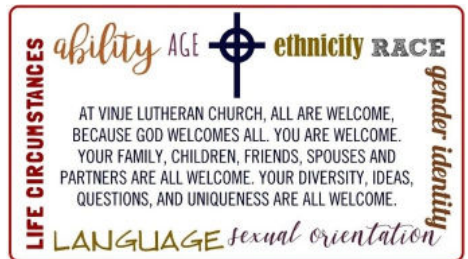 ability AGE ethnicity RACE
LIFE CIRCUMSTANCES
gender identity
AT VINJE LUTHERAN CHURCH, ALL ARE WELCOME,
BECAUSE GOD WELCOMES ALL. YOU ARE WELCOME.
YOUR FAMILY, CHILDREN, FRIENDS, SPOUSES AND
PARTNERS ARE ALL WELCOME. YOUR DIVERSITY, IDEAS,
QUESTIONS, AND UNIQUENESS ARE ALL WELCOME.
LANGUAGE sexual orientation